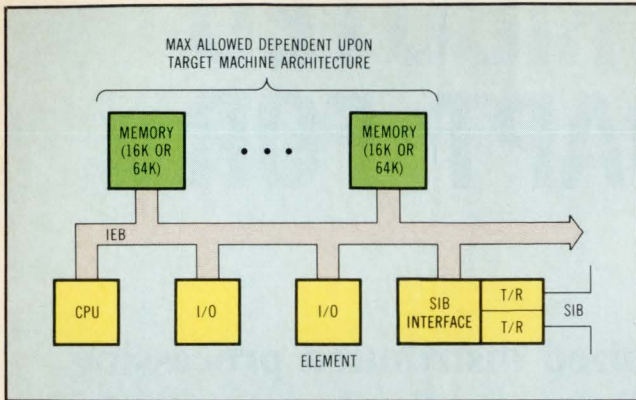 MAX ALLOWED DEPENDENT UPON
TARGET MACHINE ARCHITECTURE
MEMORY
(16K OR
64K)
• • •
MEMORY
(16K OR
64K)
IEB
CPU
I/O
I/O
SIB
INTERFACE
T/R
T/R
SIB
ELEMENT